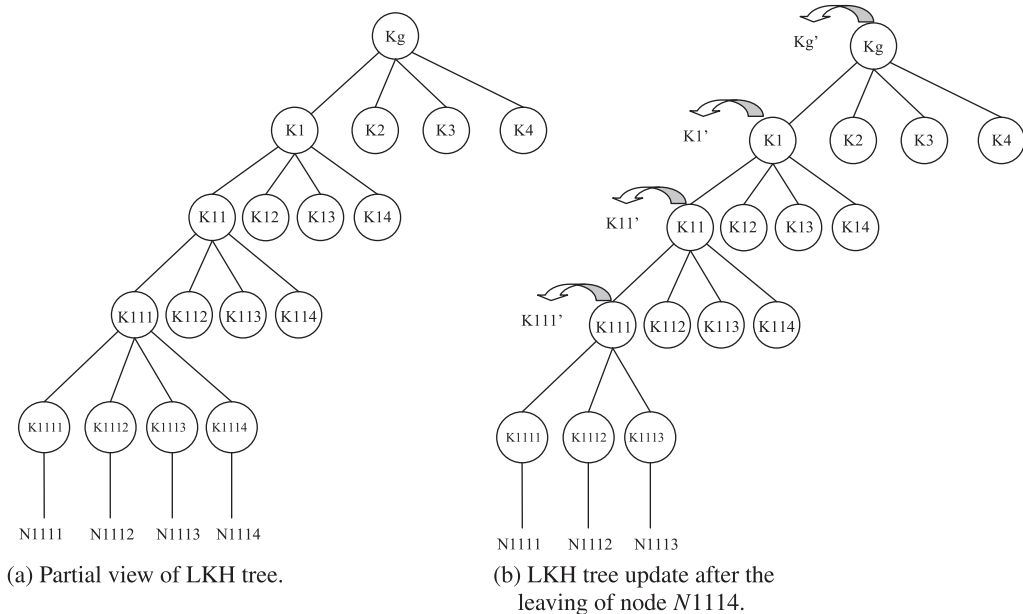 Kg
K1 K2 K3 K4
K11 K12 K13 K14
K111 K112 K113 K114
K1111 K1112 K1113 K1114
N1111 N1112 N1113 N1114
(a) Partial view of LKH tree.
Kg' Kg
K1' K1 K2 K3 K4
K11' K11 K12 K13 K14
K111' K111 K112 K113 K114
K1111 K1112 K1113
N1111 N1112 N1113
(b) LKH tree update after the
leaving of node N1114.